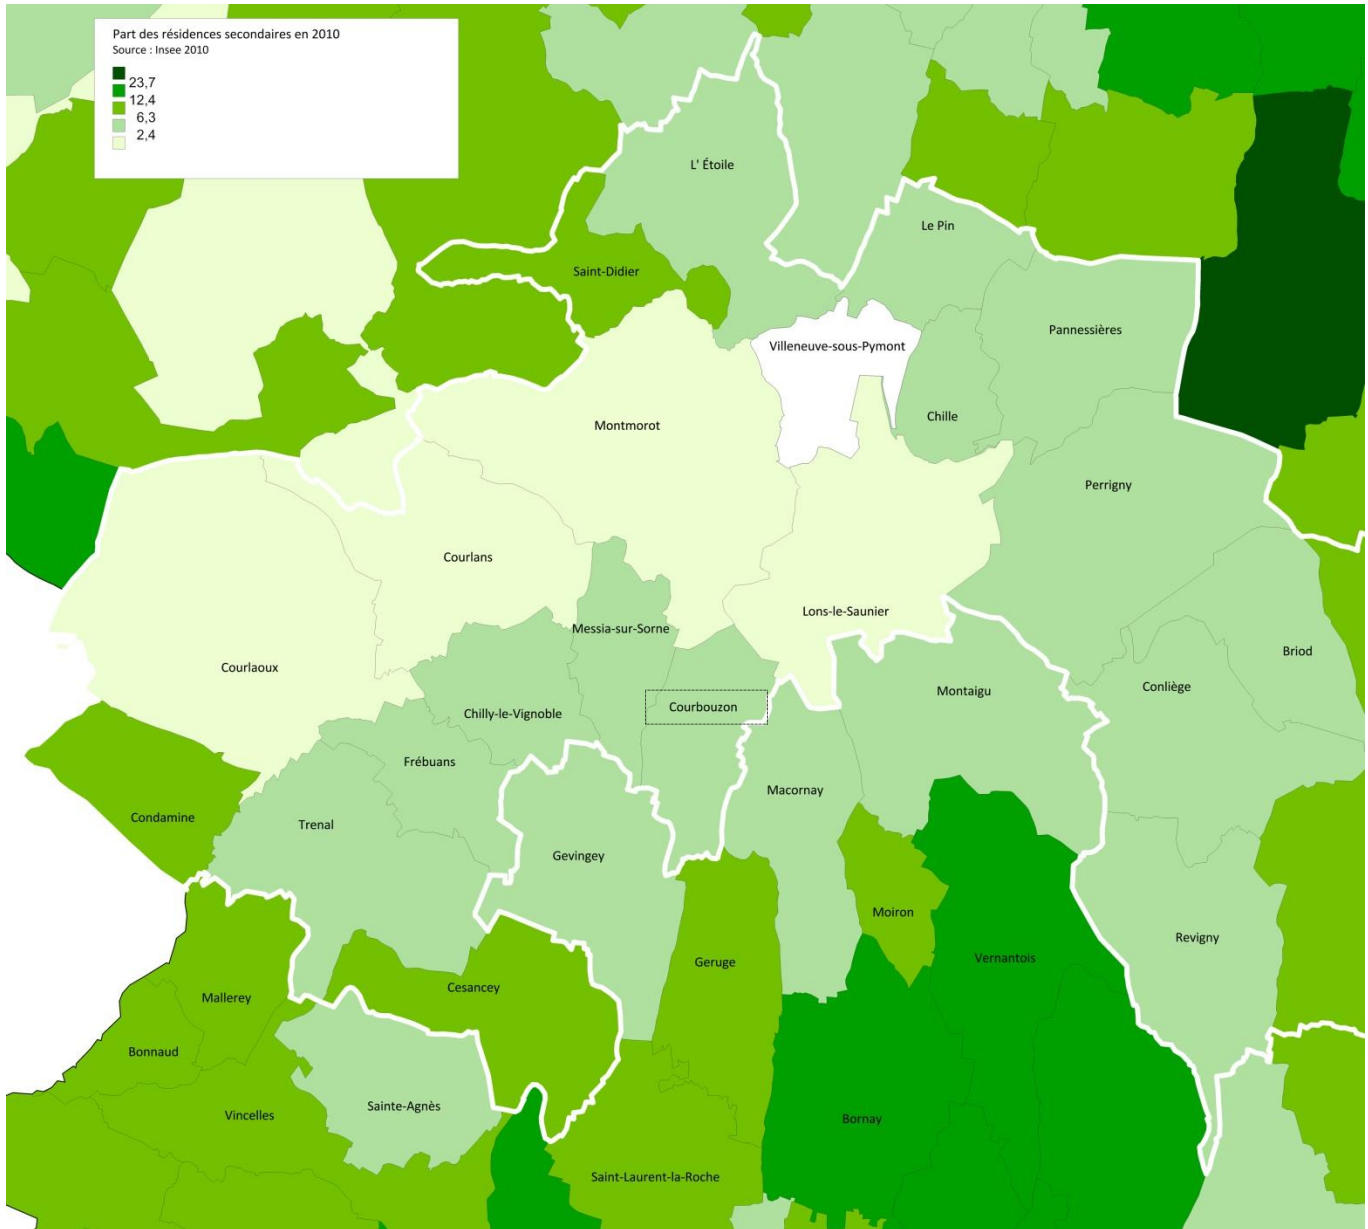 Part des résidences secondaires en 2010
Source : Insee 2010
23,7
12,4
6,3
2,4
L' Étoile
Le Pin
Saint-Didier
Pannessières
Villeneuve-sous-Pymont
Chille
Montmorot
Perrigny
Courlans
Lons-le-Saunier
Messia-sur-Sorne
Briod
Courlaoux
Conliège
Montaigu
Courbouzon
Chilly-le-Vignoble
Frébuans
Macornay
Condamine
Trenal
Gevingey
Moiron
Revigny
Vernantois
Geruge
Cesancey
Mallerey
Bonnaud
Sainte-Agnès
Vincelles
Bornay
Saint-Laurent-la-Roche